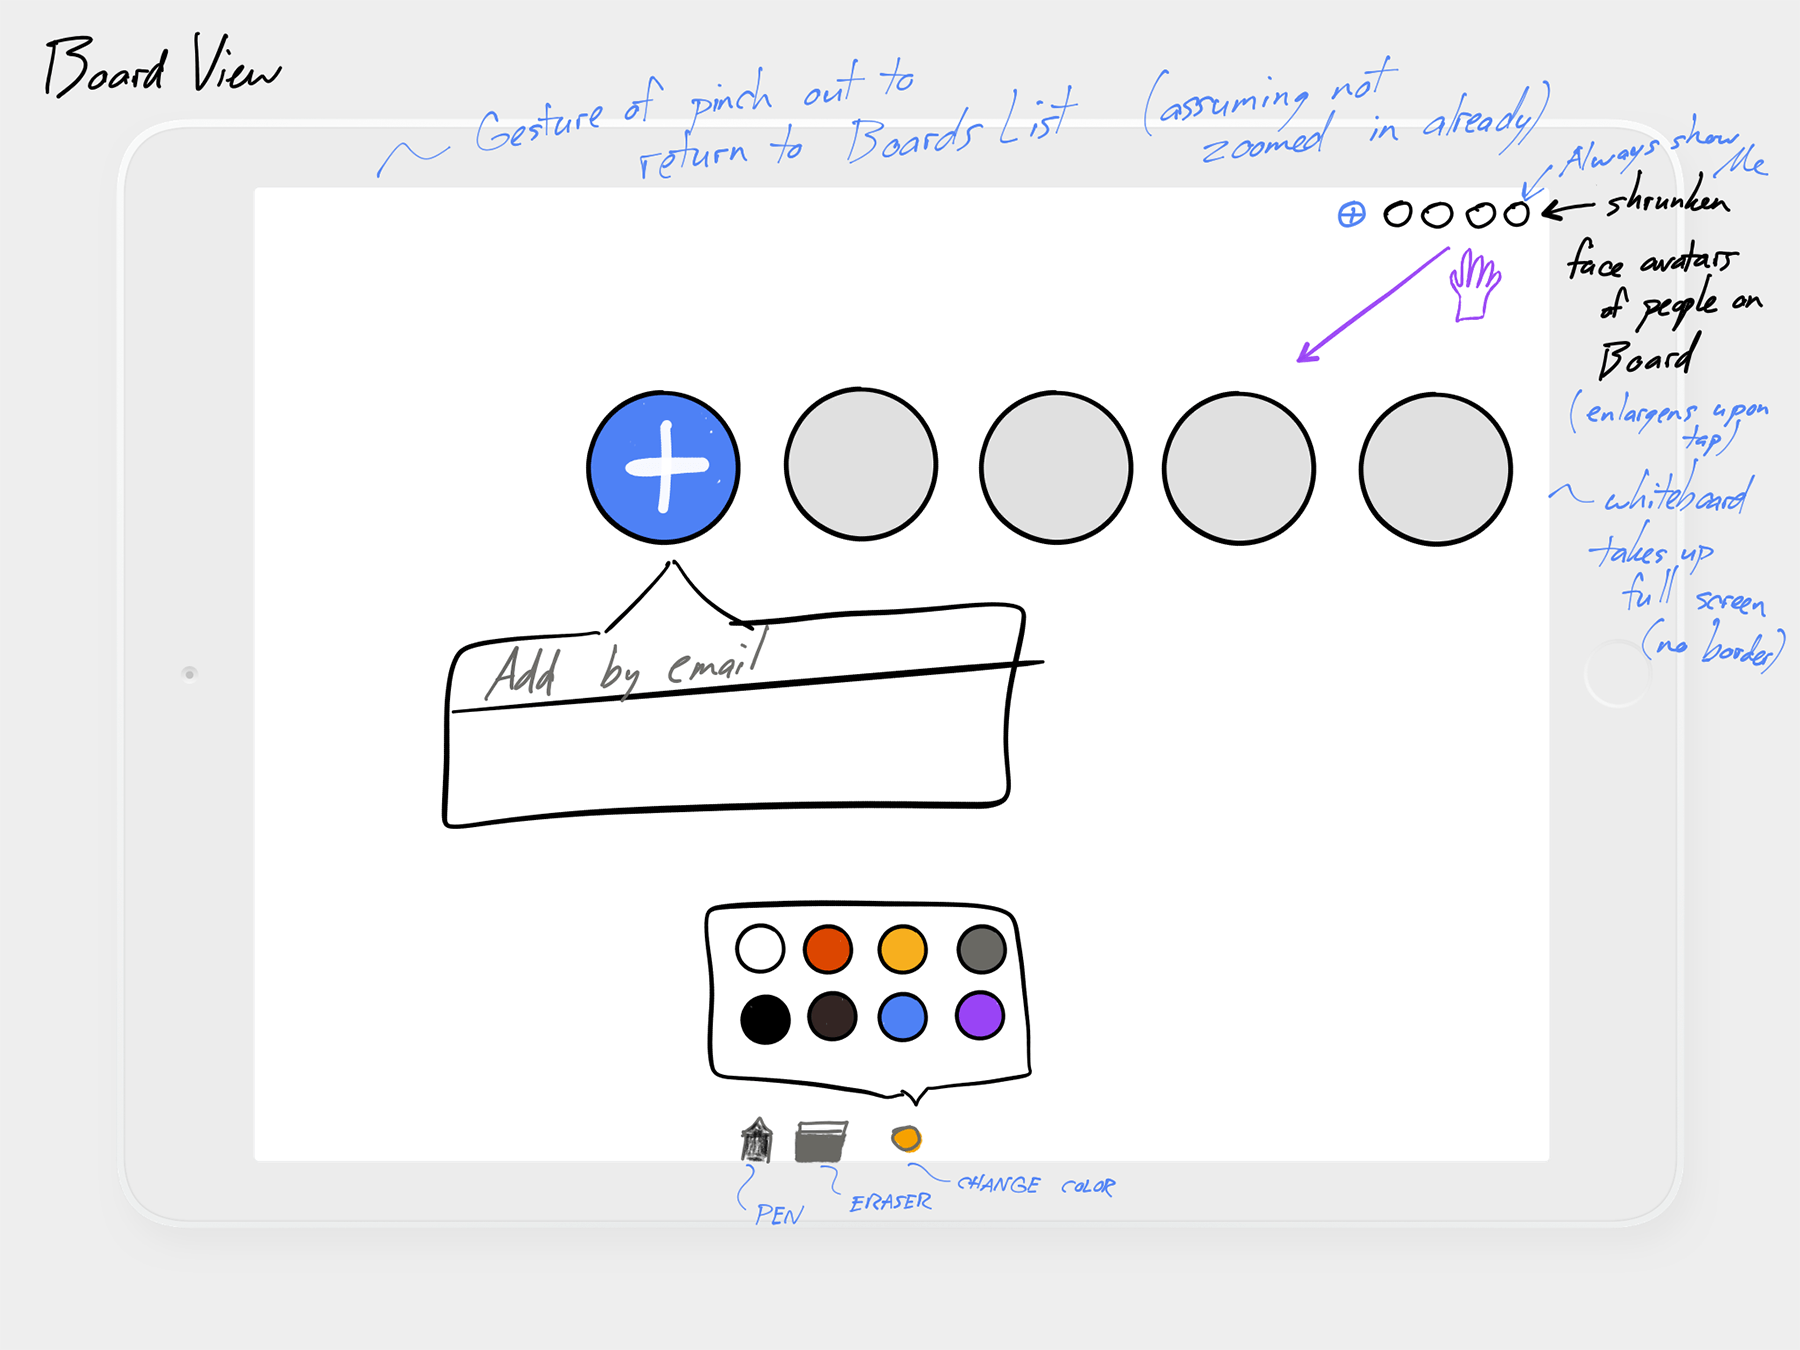 Board View
~ Gesture of pinch out to
return to Boards List
(assuming not
zoomed in already)
Always show
Me
shrunken
face avatars
of people on
Board
(enlargens upon
tap)
~ whiteboard
takes up
full screen
(no border)
Add by email
PEN
ERASER
CHANGE COLOR